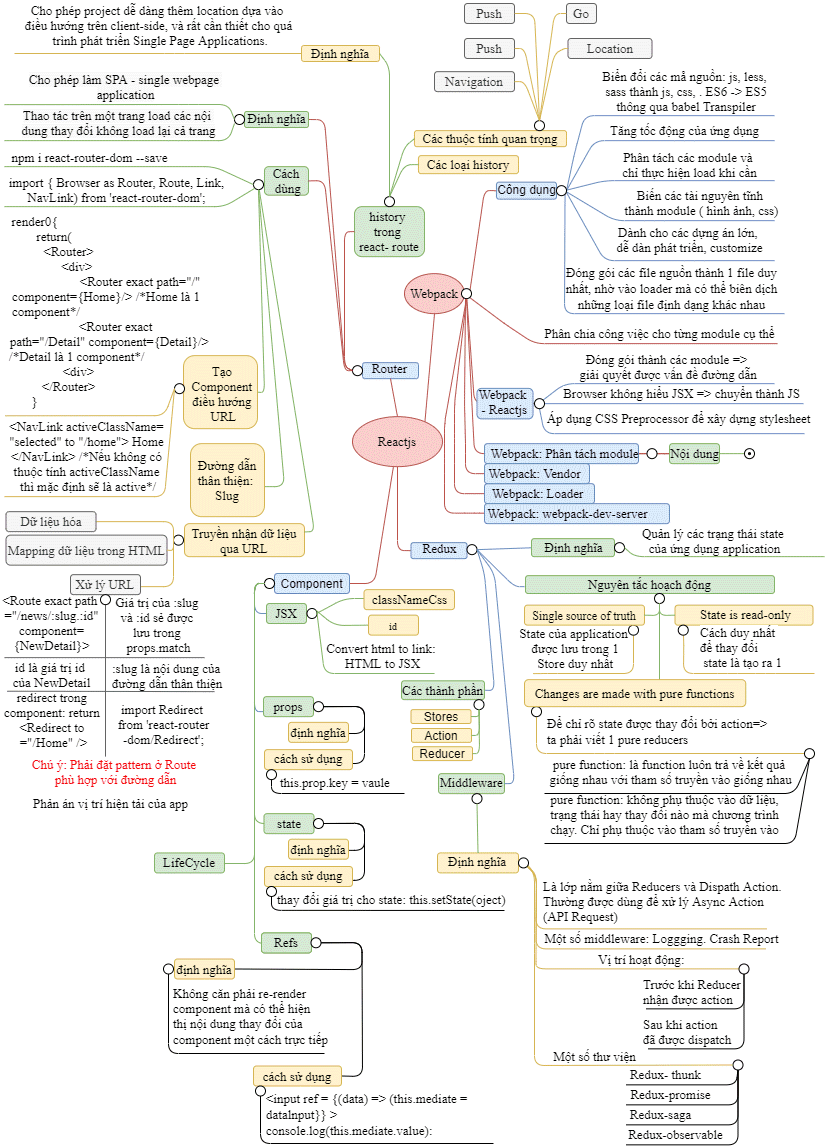 Cho phép project dễ dàng thêm location dựa vào
điều hướng trên client-side, và rất cần thiết cho quá
trình phát triển Single Page Applications.
Định nghĩa
Cho phép làm SPA - single webpage
application
Thao tác trên một trang load các nội
dung thay đổi không load lại cả trang
Định nghĩa
npm i react-router-dom --save
import { Browser as Router, Route, Link,
NavLink) from 'react-router-dom';
Cách
dùng
render0{
return(
<Router>
<div>
<Router exact path="/"
component={Home}/> /*Home là 1
component*/
<Router exact
path="/Detail" component={Detail}/>
/*Detail là 1 component*/
<div>
</Router>
}
<NavLink activeClassName=
"selected" to "/home"> Home
</NavLink> /*Nếu không có
thuộc tính activeClassName
thì mặc định sẽ là active*/
Tạo
Component
điều hướng
URL
Đường dẫn
thân thiện:
Slug
Dữ liệu hóa
Mapping dữ liệu trong HTML
Xử lý URL
Truyền nhận dữ liệu
qua URL
<Route exact path
="/news/:slug.:id"
component=
{NewDetail}>
Giá trị của :slug
và :id sẻ được
lưu trong
props.match
id là giá trị id
của NewDetail
:slug là nội dung của
đường dẫn thân thiện
redirect trong
component: return
<Redirect to
="/Home" />
import Redirect
from 'react-router
-dom/Redirect';
Chú ý: Phải đặt pattern ở Route
phù hợp với đường dẫn
Phản án vị trí hiện tải của app
Push
Go
Push
Location
Navigation
Các thuộc tính quan trọng
Các loại history
history
trong
react- route
Router
Reactjs
Webpack
Công dụng
Biển đổi các mả nguồn: js, less,
sass thành js, css, . ES6 -> ES5
thông qua babel Transpiler
Tăng tốc động của ứng dụng
Phân tách các module và
chỉ thực hiện load khi cần
Biến các tài nguyên tĩnh
thành module ( hình ảnh, css)
Dành cho các dựng án lớn,
dễ dàn phát triển, customize
Đóng gói các file nguồn thành 1 file duy
nhất, nhờ vào loader mà có thể biên dịch
những loại file định dạng khác nhau
Phân chia công việc cho từng module cụ thể
Webpack
- Reactjs
Đóng gói thành các module =>
giải quyết được vấn đề đường dẫn
Browser không hiểu JSX => chuyển thành JS
Áp dụng CSS Preprocessor để xây dựng stylesheet
Webpack: Phân tách module
Nội dung
Webpack: Vendor
Webpack: Loader
Webpack: webpack-dev-server
Redux
Định nghĩa
Quản lý các trạng thái state
của ứng dụng application
Nguyên tắc hoạch động
Single source of truth
State is read-only
State của application
được lưu trong 1
Store duy nhất
Cách duy nhất
để thay đổi
state là tạo ra 1
Changes are made with pure functions
Để chỉ rõ state được thay đổi bởi action=>
ta phải viết 1 pure reducers
pure function: là function luôn trả về kết quả
giống nhau với tham số truyền vào giống nhau
pure function: không phụ thuộc vào dữ liệu,
trạng thái hay thay đổi nào mà chương trình
chạy. Chỉ phụ thuộc vào tham số truyền vào
Các thành phần
Stores
Action
Reducer
Middleware
Định nghĩa
Là lớp nằm giữa Reducers và Dispath Action.
Thường được dùng để xử lý Async Action
(API Request)
Một số middleware: Loggging. Crash Report
Vị trí hoạt động:
Trước khi Reducer
nhận được action
Sau khi action
đã được dispatch
Một số thư viện
Redux- thunk
Redux-promise
Redux-saga
Redux-observable
Component
JSX
classNameCss
id
Convert html to link:
HTML to JSX
props
định nghĩa
cách sử dụng
this.prop.key = vaule
state
định nghĩa
cách sử dụng
thay đổi giá trị cho state: this.setState(oject)
LifeCycle
Refs
định nghĩa
Không căn phải re-render
component mà có thể hiện
thị nội dung thay đổi của
component một cách trực tiếp
cách sử dụng
<input ref = {(data) => (this.mediate =
dataInput}} >
console.log(this.mediate.value):